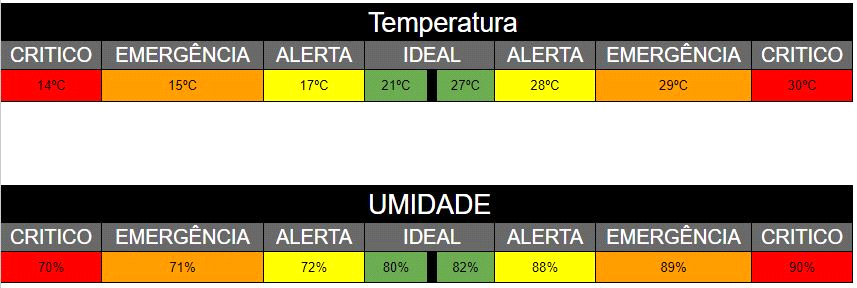 Temperatura
CRITICO EMERGÊNCIA ALERTA IDEAL ALERTA EMERGÊNCIA CRITICO
14ºC 15ºC 17ºC 21ºC 27ºC 28ºC 29ºC 30ºC
UMIDADE
CRITICO EMERGÊNCIA ALERTA IDEAL ALERTA EMERGÊNCIA CRITICO
70% 71% 72% 80% 82% 88% 89% 90%